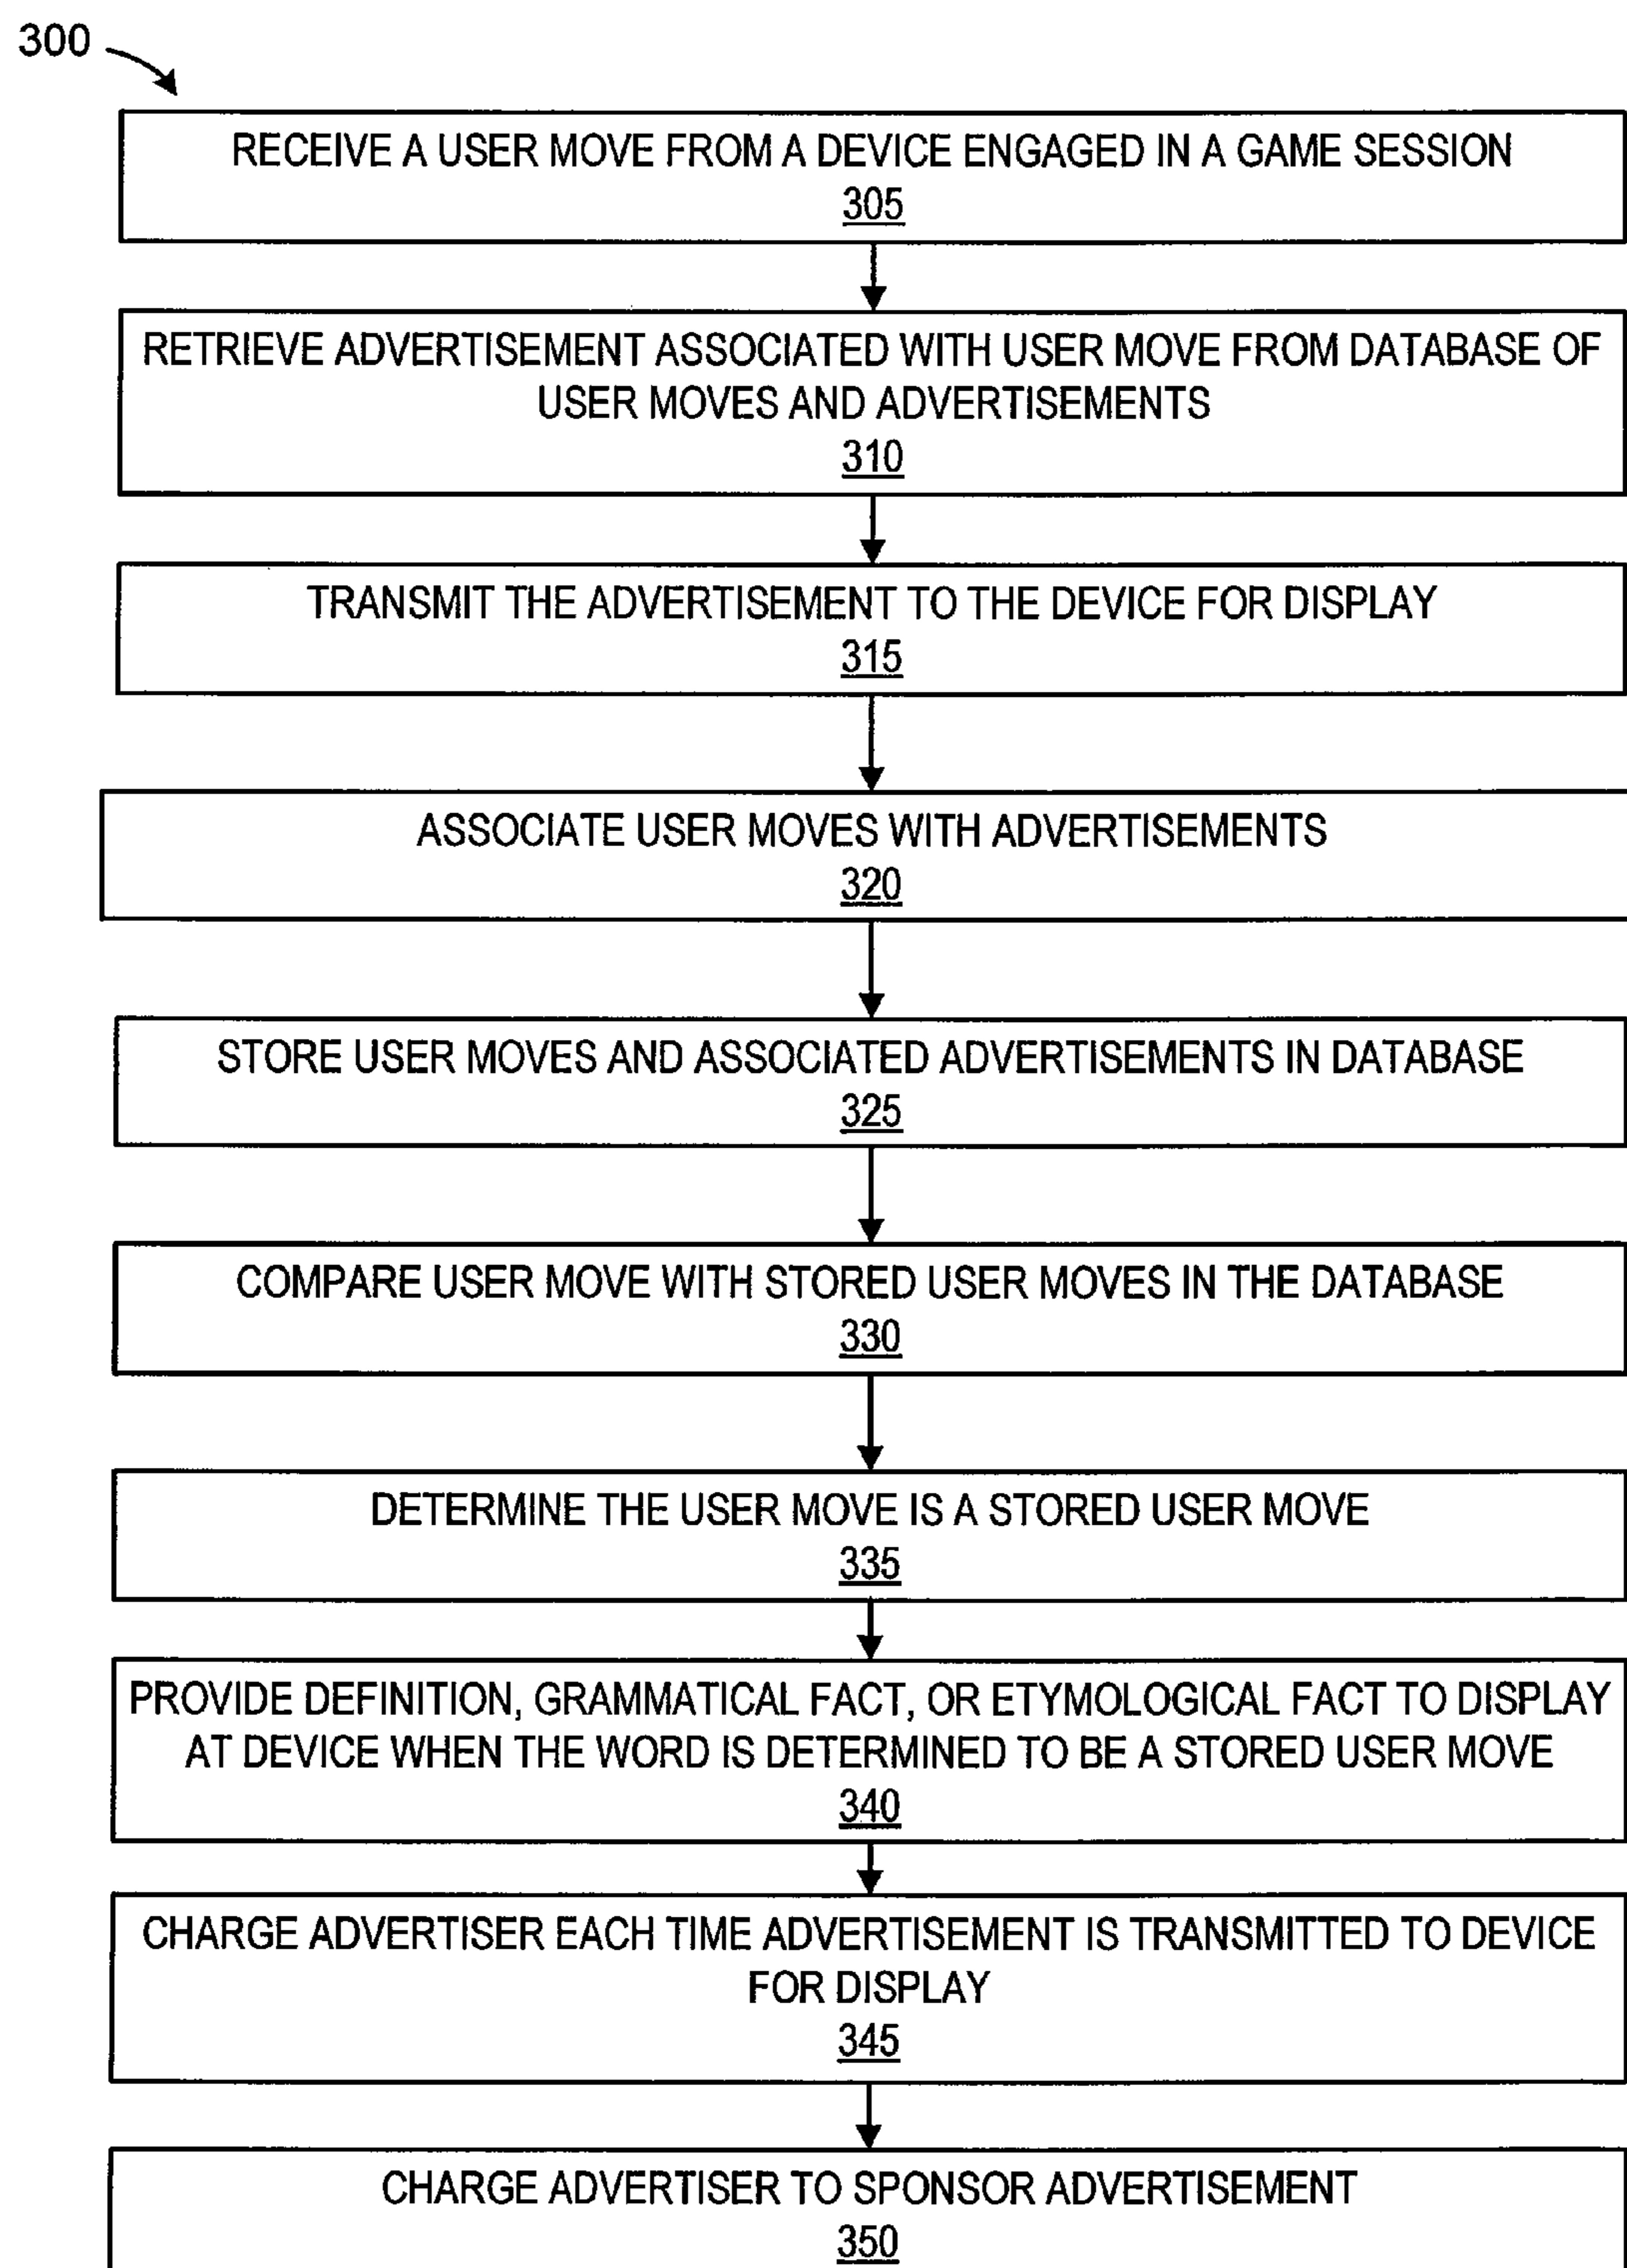 300
RECEIVE A USER MOVE FROM A DEVICE ENGAGED IN A GAME SESSION
305
RETRIEVE ADVERTISEMENT ASSOCIATED WITH USER MOVE FROM DATABASE OF
USER MOVES AND ADVERTISEMENTS
310
TRANSMIT THE ADVERTISEMENT TO THE DEVICE FOR DISPLAY
315
ASSOCIATE USER MOVES WITH ADVERTISEMENTS
320
STORE USER MOVES AND ASSOCIATED ADVERTISEMENTS IN DATABASE
325
COMPARE USER MOVE WITH STORED USER MOVES IN THE DATABASE
330
DETERMINE THE USER MOVE IS A STORED USER MOVE
335
PROVIDE DEFINITION, GRAMMATICAL FACT, OR ETYMOLOGICAL FACT TO DISPLAY
AT DEVICE WHEN THE WORD IS DETERMINED TO BE A STORED USER MOVE
340
CHARGE ADVERTISER EACH TIME ADVERTISEMENT IS TRANSMITTED TO DEVICE
FOR DISPLAY
345
CHARGE ADVERTISER TO SPONSOR ADVERTISEMENT
350